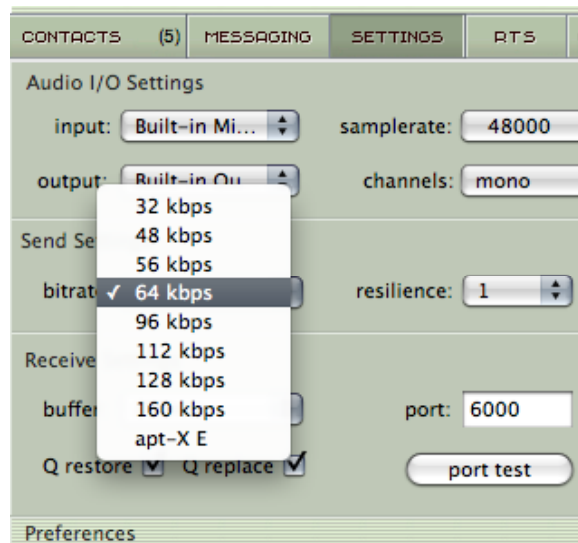 CONTACTS (5) MESSAGING SETTINGS RTS
Audio I/O Settings
input: Built-in Mi... samplerate: 48000
output: Built-in Ou... channels: mono
32 kbps
48 kbps
56 kbps
Send Se
bitrat ✓ 64 kbps resilience: 1
96 kbps
112 kbps
Receive
128 kbps
buffe 160 kbps port: 6000
apt-X E
Q restore Q replace port test
Preferences